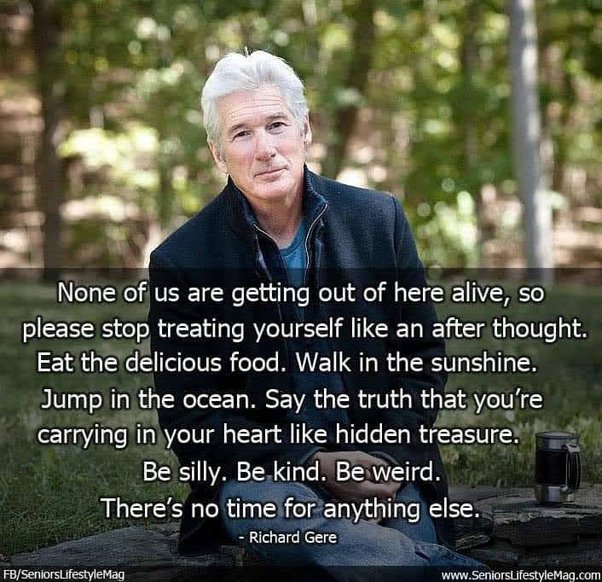 None of us are getting out of here alive, so
please stop treating yourself like an after thought.
Eat the delicious food. Walk in the sunshine.
Jump in the ocean. Say the truth that you’re
carrying in your heart like hidden treasure.
Be silly. Be kind. Be weird.
There’s no time for anything else.
- Richard Gere
FB/SeniorsLifestyleMag
www.SeniorsLifestyleMag.com